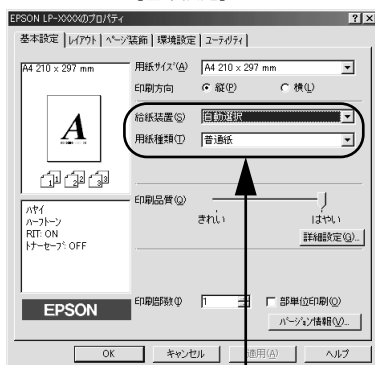 EPSON LP-XXXXのプロパティ
基本設定 レイアウト ページ装飾 環境設定 ユーティリティ
A4 210 x 297 mm
用紙サイズ(A) A4 210 x 297 mm
印刷方向 縦(P) 横(L)
給紙装置(S) 自動選択
用紙種類(T) 普通紙
A
1 1 2 2 3 3
印刷品質(Q)
きれい はやい
詳細設定(G)...
ハヤイ
ハーフトーン
RIT: ON
トナーセーブ: OFF
EPSON
印刷部数(I) 1 部単位印刷(O)
バージョン情報(V)...
OK キャンセル 適用(A) ヘルプ